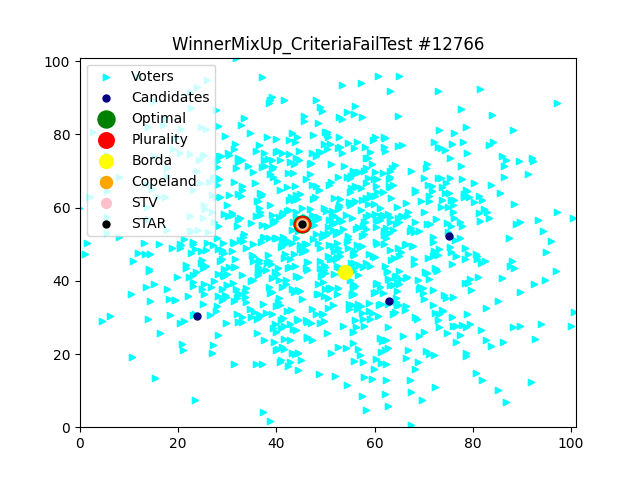 WinnerMixUp_CriteriaFailTest #12766
100
80
60
40
20
0
0
20
40
60
80
100
Voters
Candidates
Optimal
Plurality
Borda
Copeland
STV
STAR